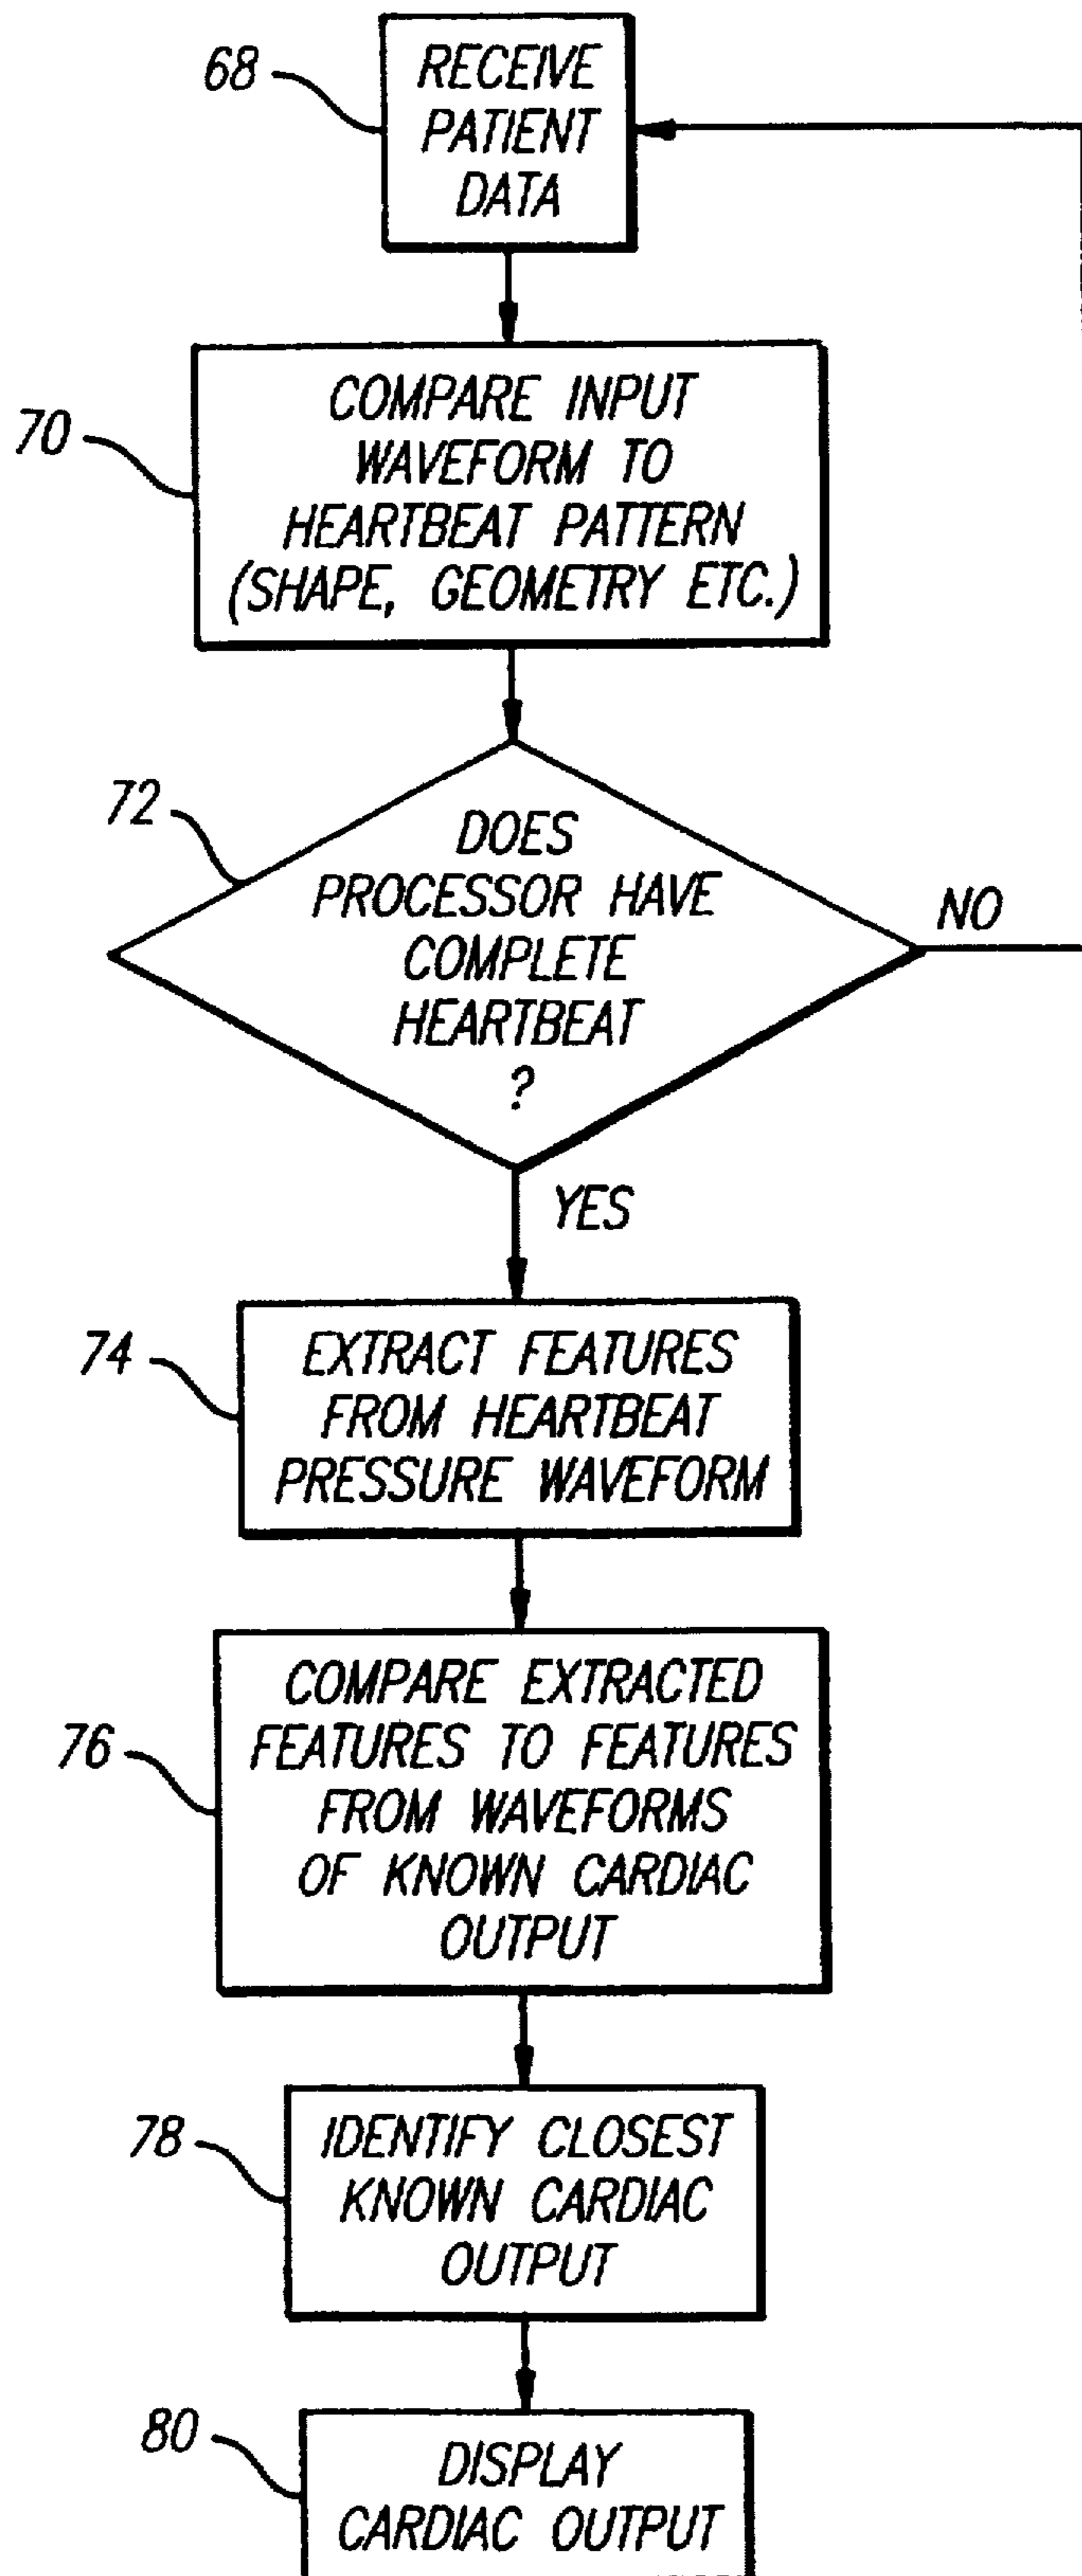 68
RECEIVE
PATIENT
DATA
70
COMPARE INPUT
WAVEFORM TO
HEARTBEAT PATTERN
(SHAPE, GEOMETRY ETC.)
72
DOES
PROCESSOR HAVE
COMPLETE
HEARTBEAT
?
NO
YES
74
EXTRACT FEATURES
FROM HEARTBEAT
PRESSURE WAVEFORM
76
COMPARE EXTRACTED
FEATURES TO FEATURES
FROM WAVEFORMS
OF KNOWN CARDIAC
OUTPUT
78
IDENTIFY CLOSEST
KNOWN CARDIAC
OUTPUT
80
DISPLAY
CARDIAC OUTPUT